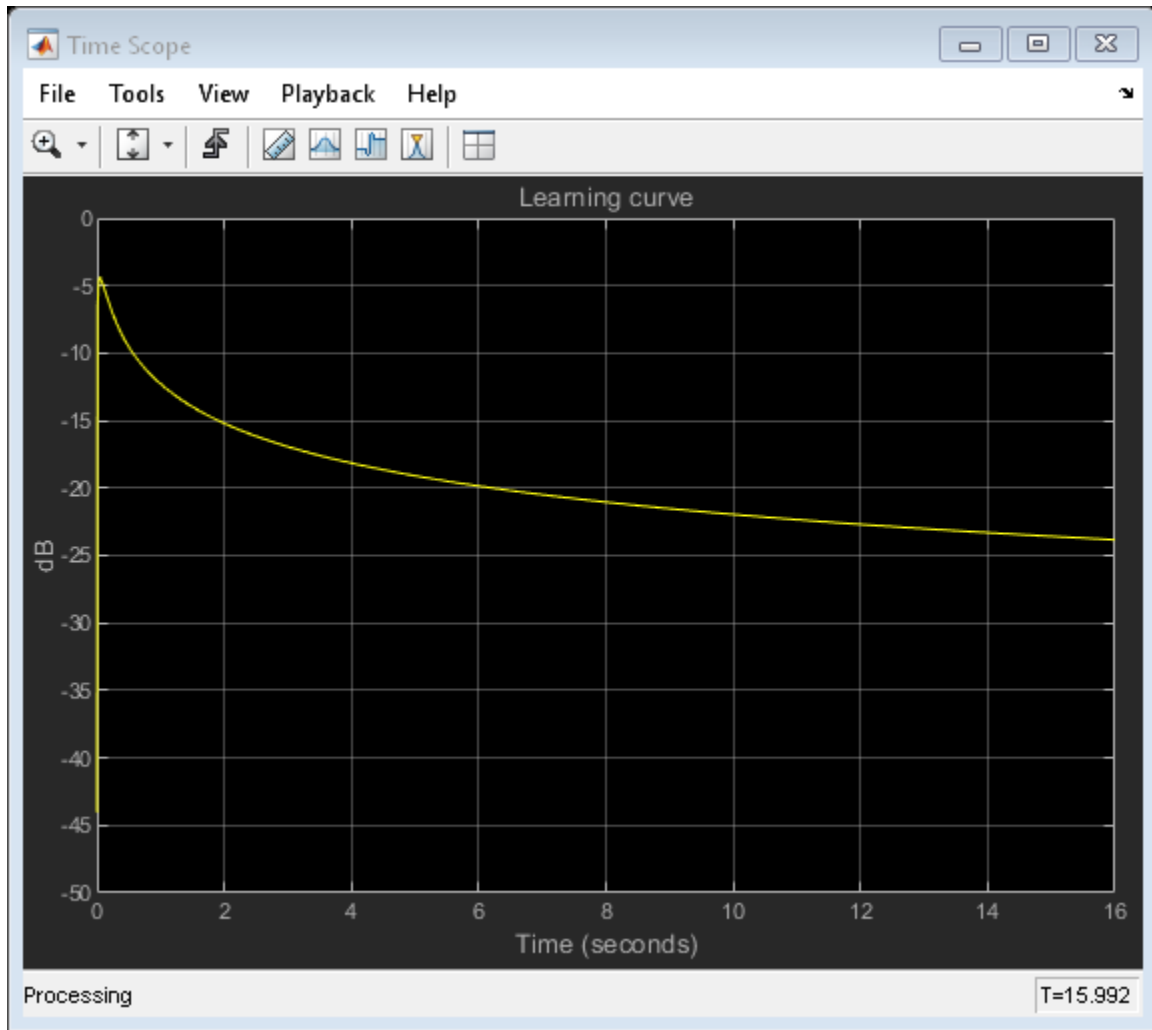 Time Scope
File Tools View Playback Help
Learning curve
0
-5
-10
-15
-20
-25
-30
-35
-40
-45
-50
dB
0 2 4 6 8 10 12 14 16
Time (seconds)
Processing T=15.992